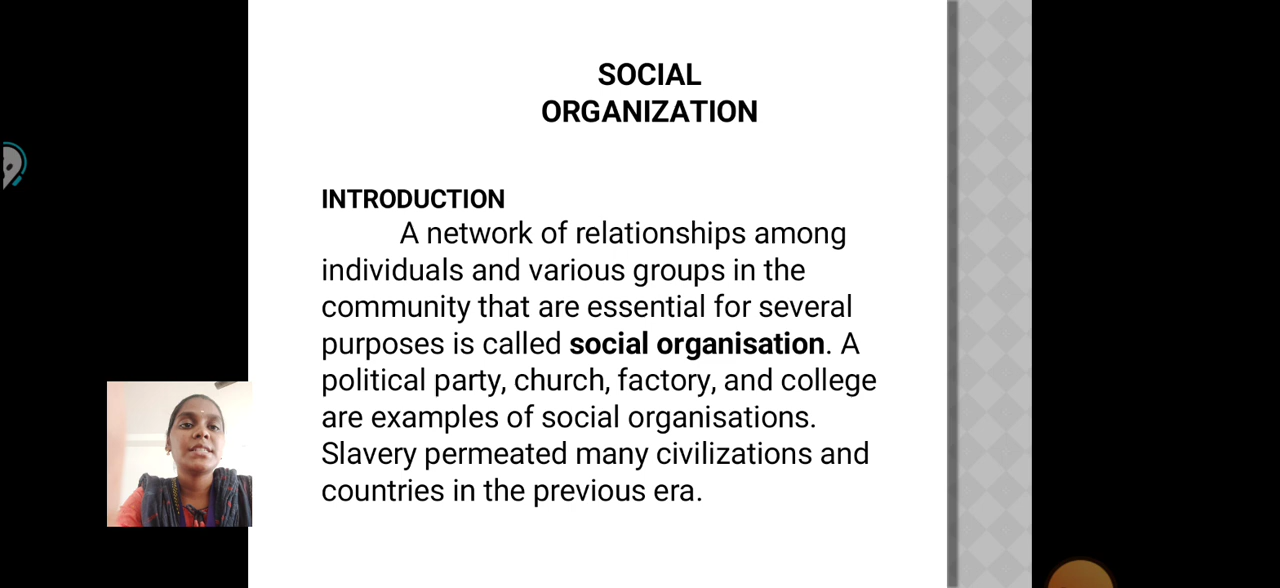 SOCIAL
ORGANIZATION
INTRODUCTION
A network of relationships among
individuals and various groups in the
community that are essential for several
purposes is called social organisation. A
political party, church, factory, and college
are examples of social organisations.
Slavery permeated many civilizations and
countries in the previous era.